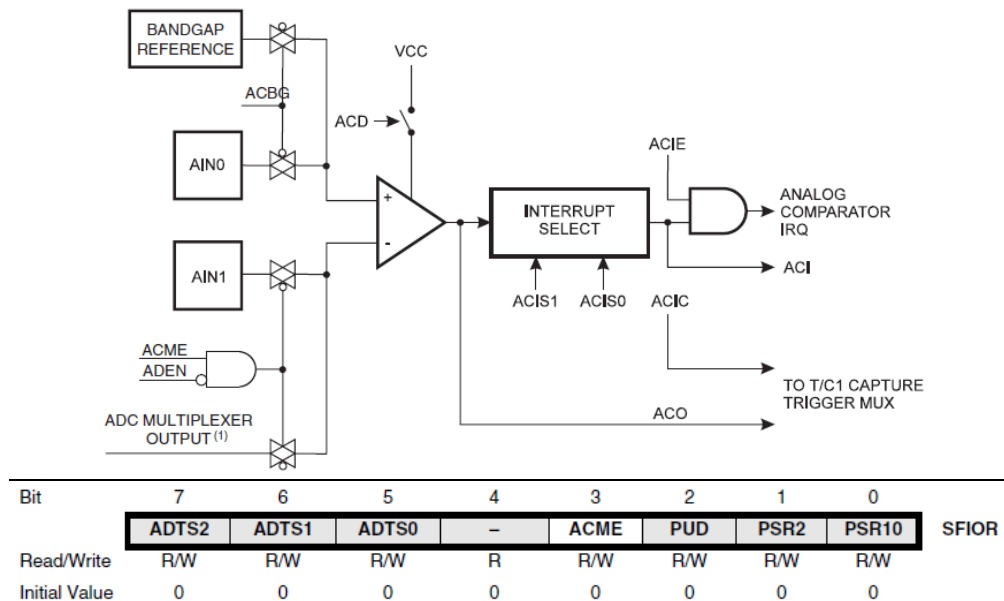 BANDGAP
REFERENCE
VCC
ACBG
ACD
ACIE
AIN0
+
ANALOG
COMPARATOR
IRQ
INTERRUPT
SELECT
-
ACI
AIN1
ACIS1 ACIS0 ACIC
ACME
ADEN
TO T/C1 CAPTURE
TRIGGER MUX
ADC MULTIPLEXER
OUTPUT (1)
ACO
Bit 7 6 5 4 3 2 1 0
ADTS2 ADTS1 ADTS0 – ACME PUD PSR2 PSR10 SFIOR
Read/Write R/W R/W R/W R R/W R/W R/W R/W
Initial Value 0 0 0 0 0 0 0 0